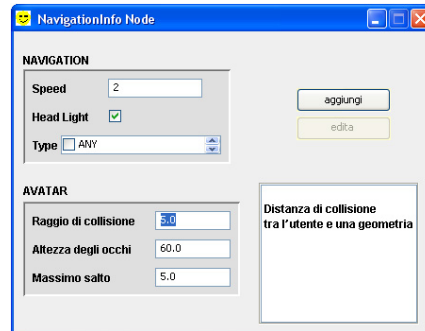 NavigationInfo Node
NAVIGATION
Speed 2
Head Light
Type ANY
aggiungi
edita
AVATAR
Raggio di collisione 5.0
Altezza degli occhi 60.0
Massimo salto 5.0
Distanza di collisione
tra l'utente e una geometria